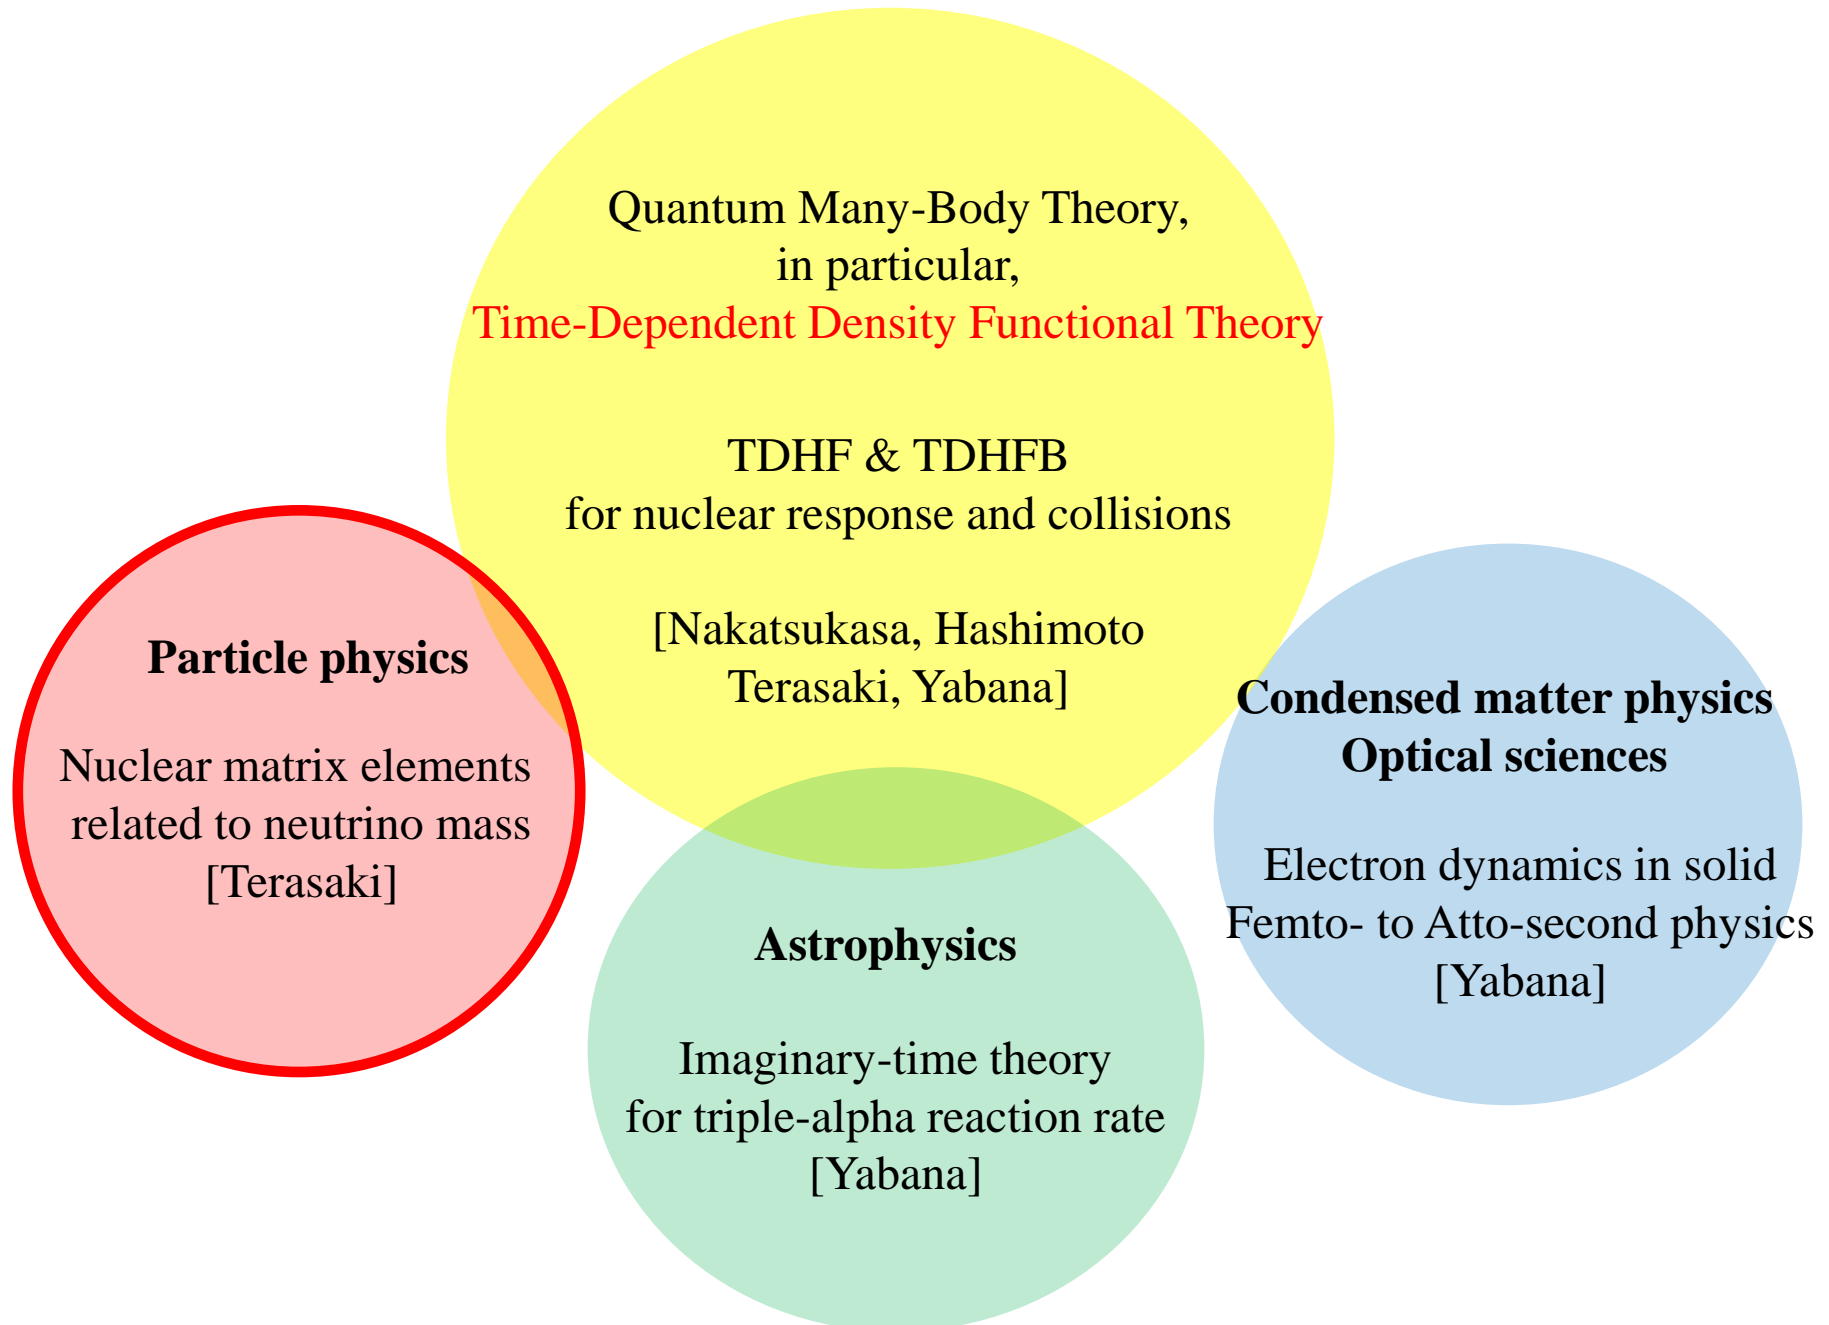 Quantum Many-Body Theory,
in particular,
Time-Dependent Density Functional Theory
TDHF & TDHFB
for nuclear response and collisions
[Nakatsukasa, Hashimoto
Terasaki, Yabana]
Particle physics
Nuclear matrix elements
related to neutrino mass
[Terasaki]
Condensed matter physics
Optical sciences
Electron dynamics in solid
Femto- to Atto-second physics
[Yabana]
Astrophysics
Imaginary-time theory
for triple-alpha reaction rate
[Yabana]